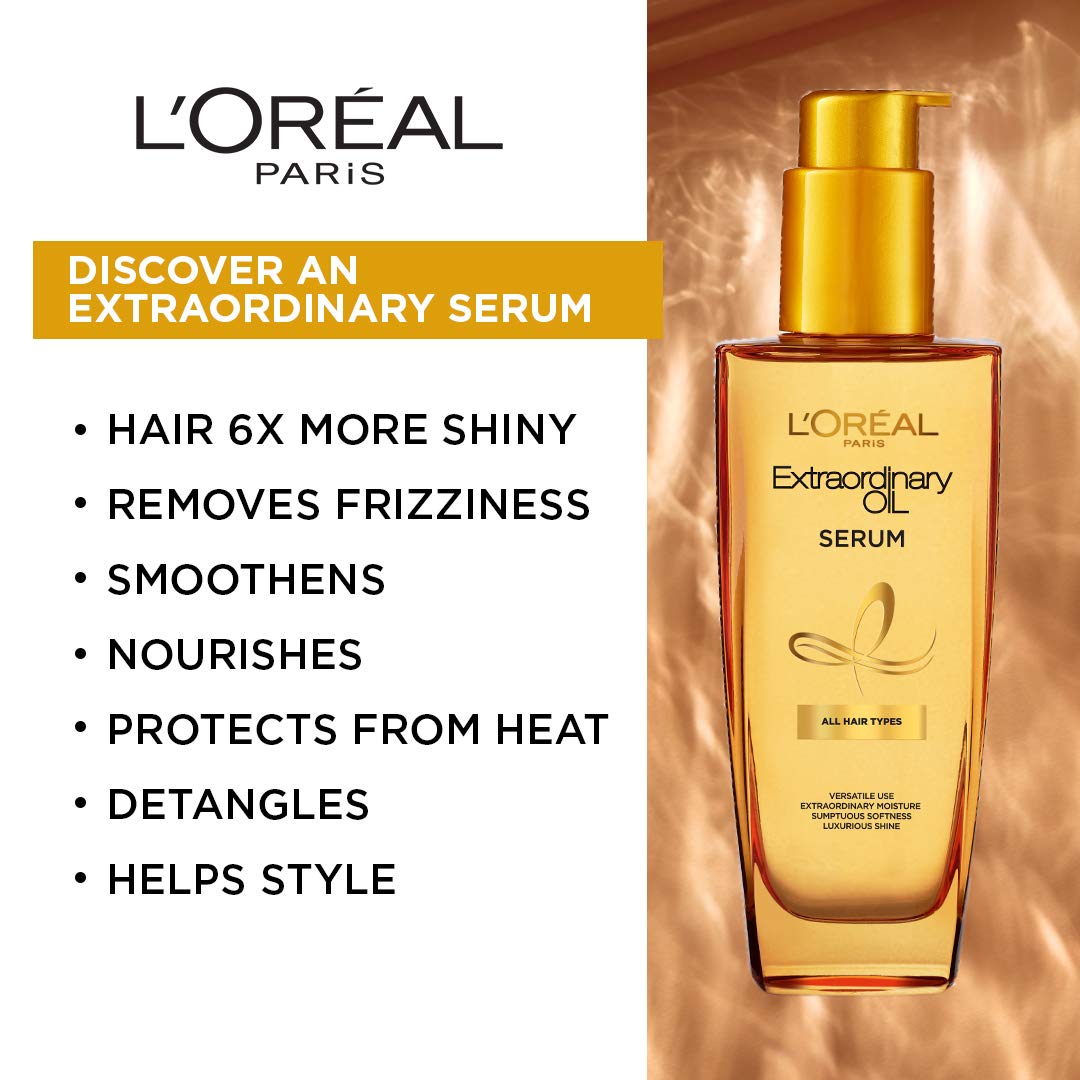 L'ORÉAL
PARiS
DISCOVER AN
EXTRAORDINARY SERUM
• HAIR 6X MORE SHINY
• REMOVES FRIZZINESS
• SMOOTHENS
• NOURISHES
• PROTECTS FROM HEAT
• DETANGLES
• HELPS STYLE
L'ORÉAL
PARIS
Extraordinary
OIL
SERUM
ALL HAIR TYPES
VERSATILE USE
EXTRAORDINARY MOISTURE
SUMPTUOUS SOFTNESS
LUXURIOUS SHINE